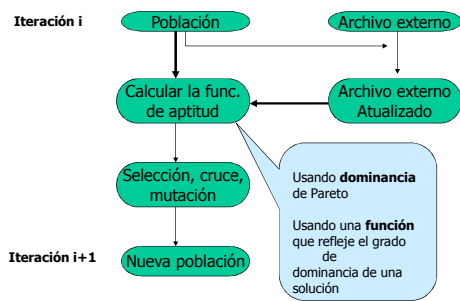 Iteración i
Población
Archivo externo
Calcular la func.
de aptitud
Archivo externo
Atualizado
Selección, cruce,
mutación
Usando dominancia
de Pareto
Usando una función
que refleje el grado
de
dominancia de una
solución
Iteración i+1
Nueva población